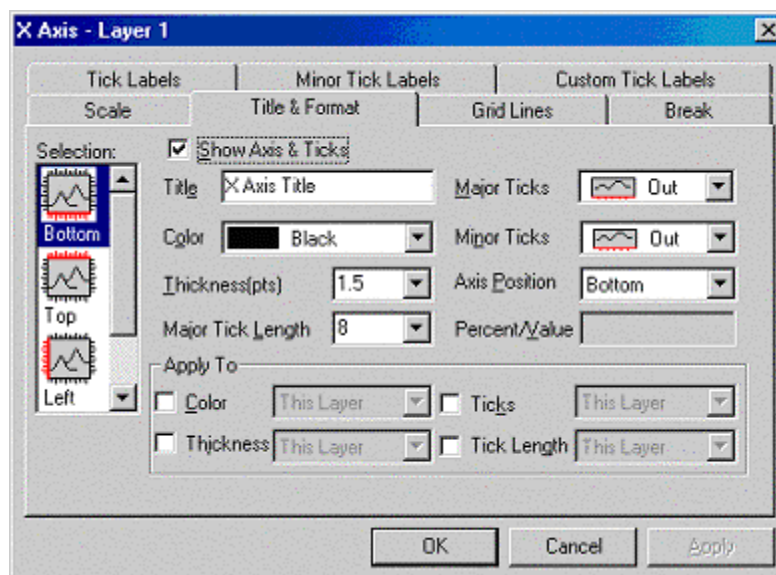 X Axis - Layer 1
Tick Labels Minor Tick Labels Custom Tick Labels
Scale Title & Format Grid Lines Break
Selection: Show Axis & Ticks
Title X Axis Title Major Ticks Out
Bottom Color Black Minor Ticks Out
Thickness(pts) 1.5 Axis Position Bottom
Top Major Tick Length 8 Percent/Value
Apply To
Left Color This Layer Ticks This Layer
Thickness This Layer Tick Length This Layer
OK Cancel Apply